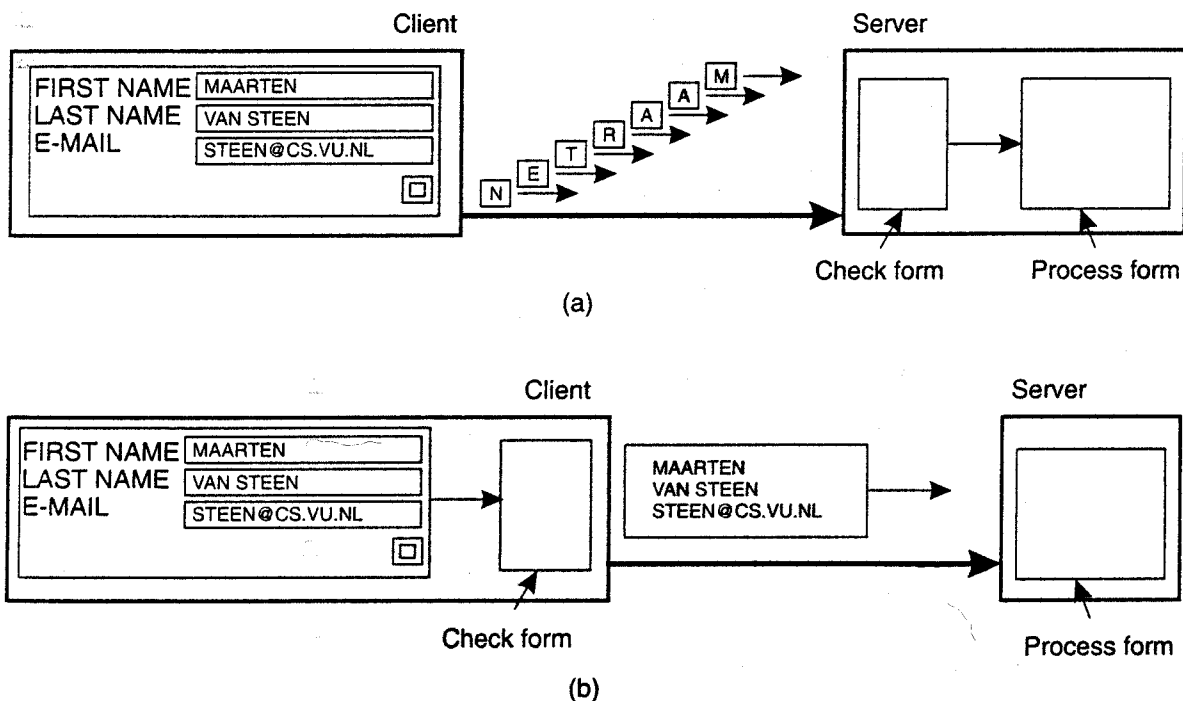 Client
Server
FIRST NAME MAARTEN
LAST NAME VAN STEEN
E-MAIL STEEN@CS.VU.NL
N E T R A A M
Check form
Process form
(a)
Client
Server
FIRST NAME MAARTEN
LAST NAME VAN STEEN
E-MAIL STEEN@CS.VU.NL
MAARTEN
VAN STEEN
STEEN@CS.VU.NL
Check form
Process form
(b)